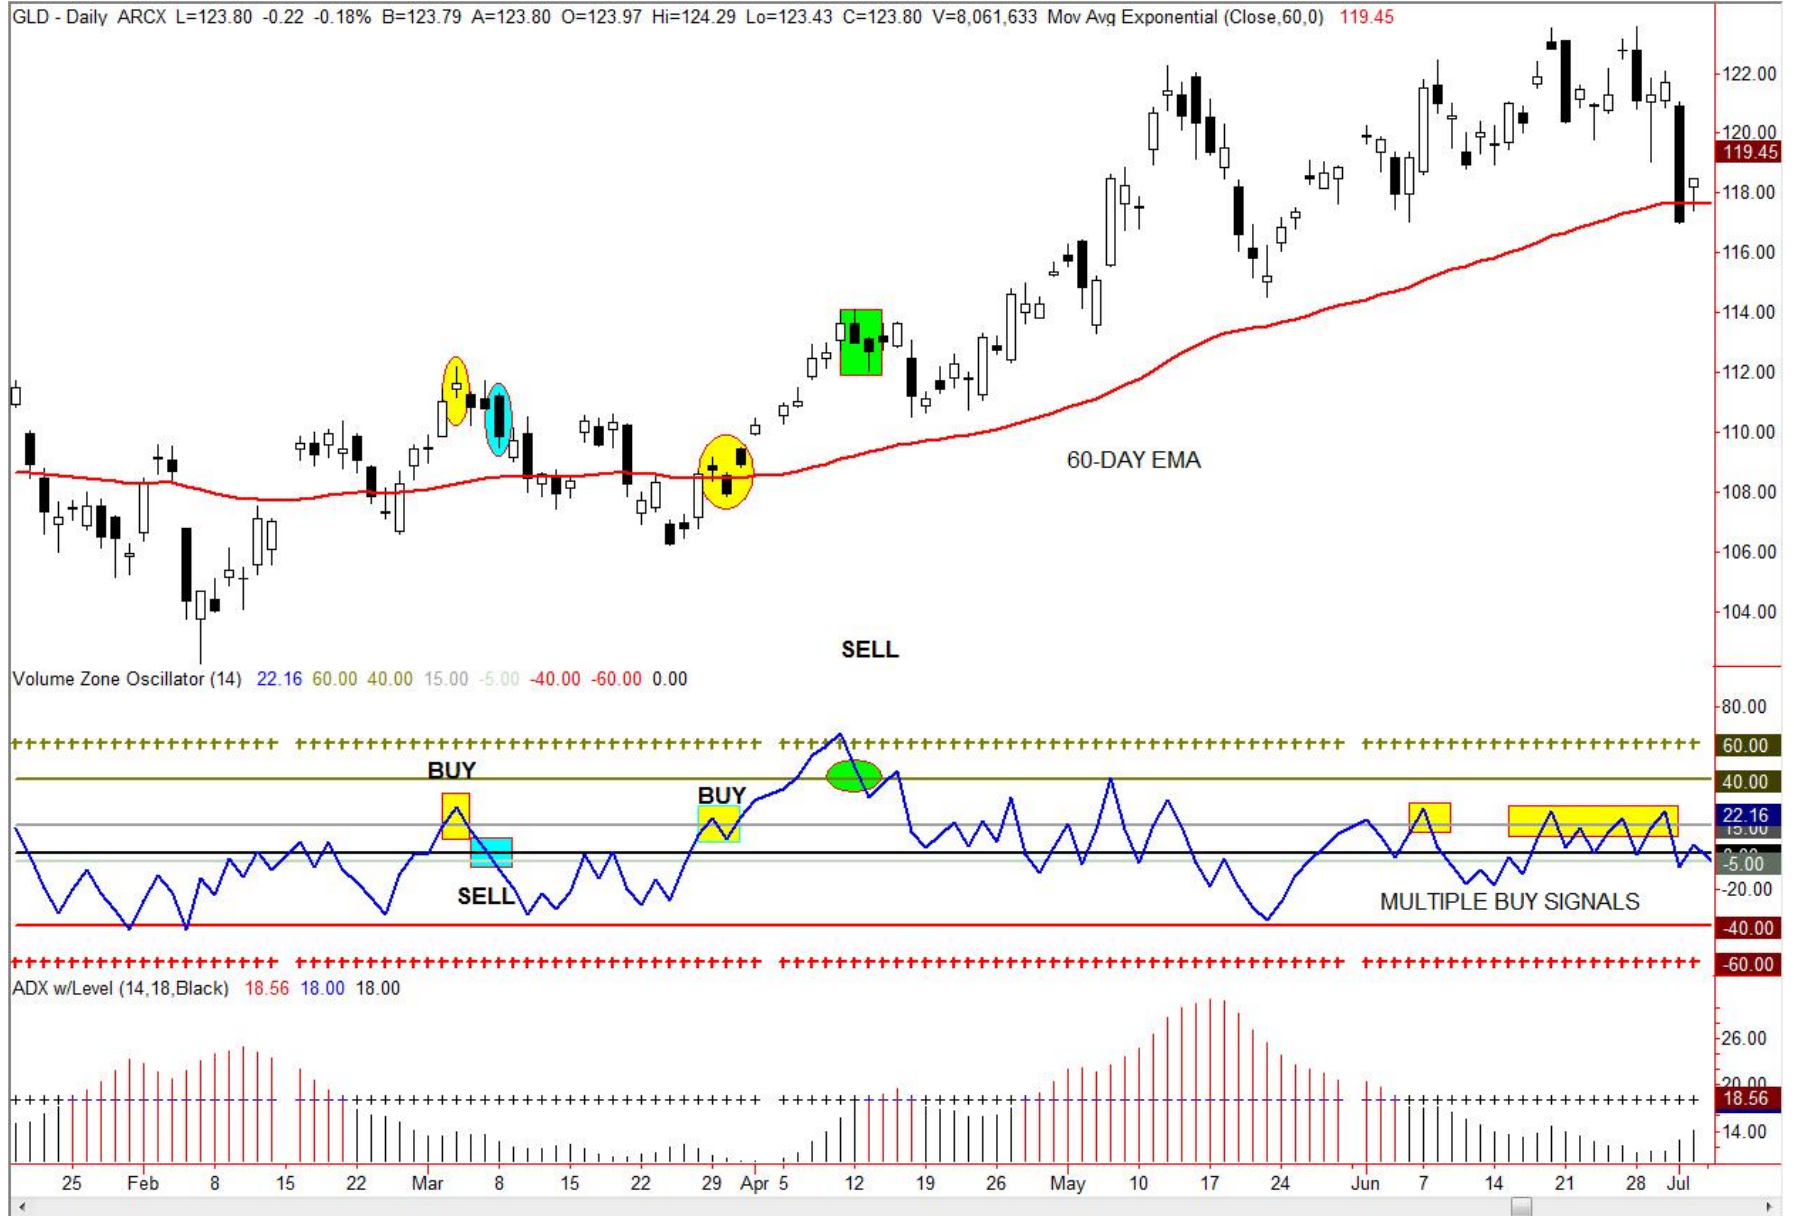 GLD - Daily ARCX L=123.80 -0.22 -0.18% B=123.79 A=123.80 O=123.97 Hi=124.29 Lo=123.43 C=123.80 V=8,061,633 Mov Avg Exponential (Close,60,0) 119.45
122.00
120.00
119.45
118.00
116.00
114.00
112.00
110.00
60-DAY EMA
108.00
106.00
104.00
SELL
Volume Zone Oscillator (14) 22.16 60.00 40.00 15.00 -5.00 -40.00 -60.00 0.00
80.00
60.00
BUY
40.00
BUY
22.16
15.00
-5.00
-20.00
SELL
MULTIPLE BUY SIGNALS
-40.00
-60.00
ADX w/Level (14,18,Black) 18.56 18.00 18.00
26.00
20.00
18.56
14.00
25 Feb 8 15 22 Mar 8 15 22 29 Apr 5 12 19 26 May 10 17 24 Jun 7 14 21 28 Jul